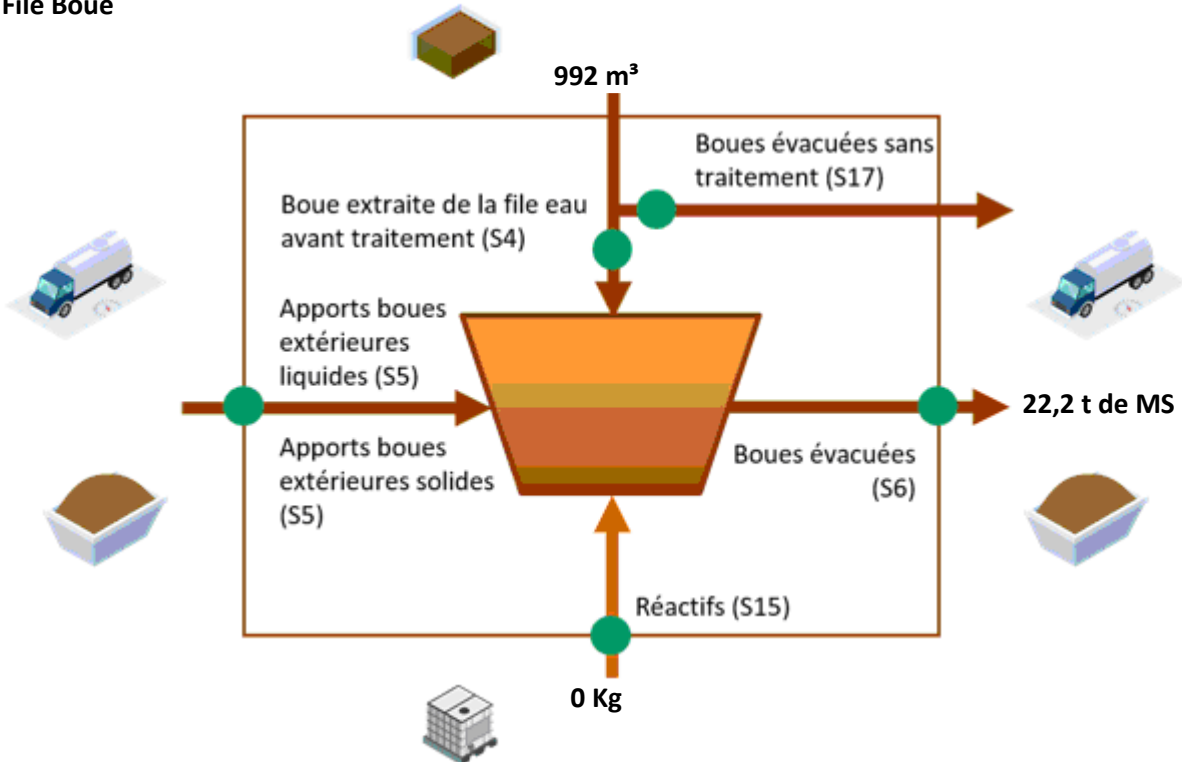 File Boue
992 m³
Boues évacuées sans
traitement (S17)
Boue extraite de la file eau
avant traitement (S4)
Apports boues
extérieures
liquides (S5)
22,2 t de MS
Apports boues
extérieures solides
(S5)
Boues évacuées
(S6)
Réactifs (S15)
0 Kg